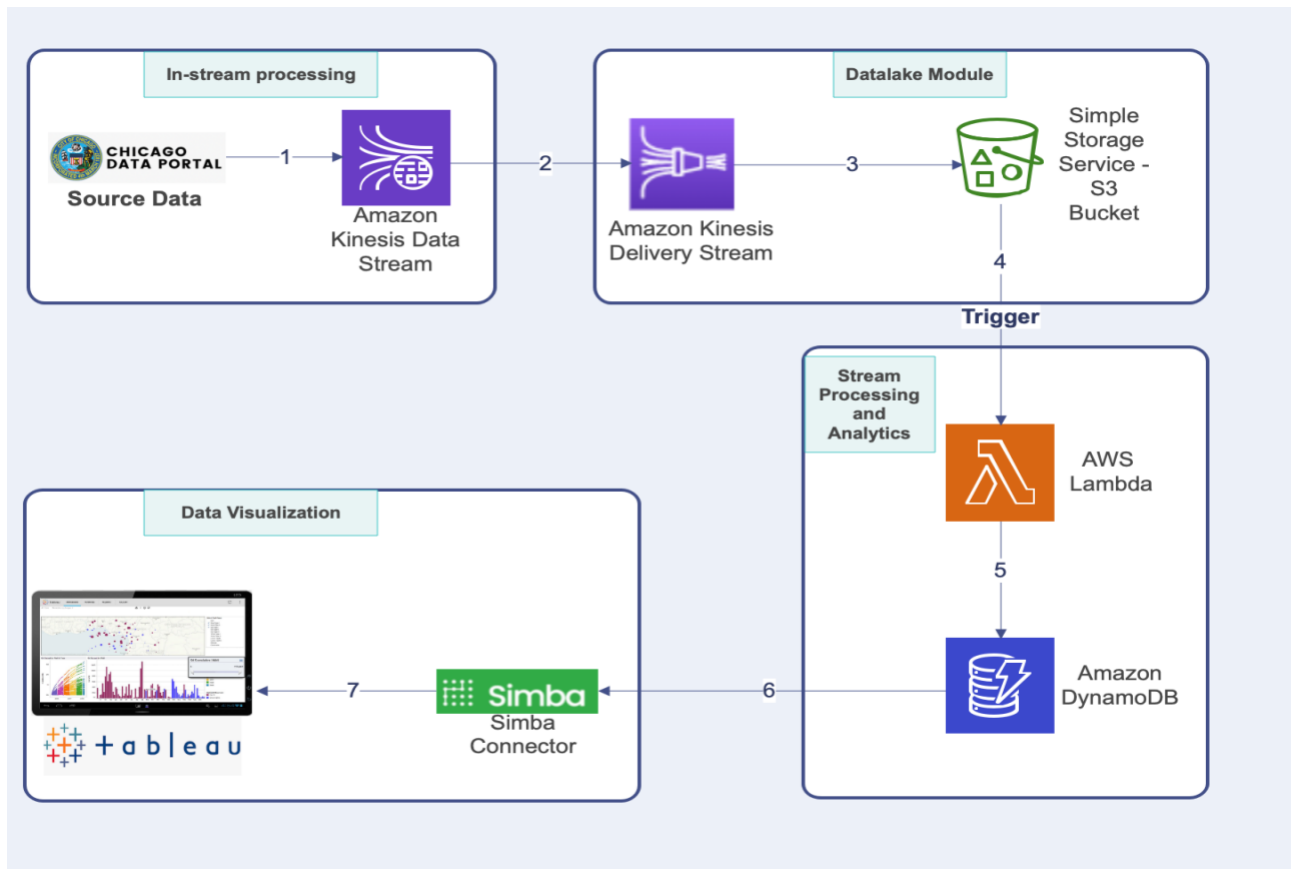 In-stream processing
CHICAGO
DATA PORTAL
Source Data
1
Amazon
Kinesis Data
Stream
2
Datalake Module
Amazon Kinesis
Delivery Stream
3
Simple
Storage
Service -
S3
Bucket
4
Trigger
Stream
Processing
and
Analytics
AWS
Lambda
5
Amazon
DynamoDB
6
Data Visualization
Simba
Simba
Connector
7
+ableau